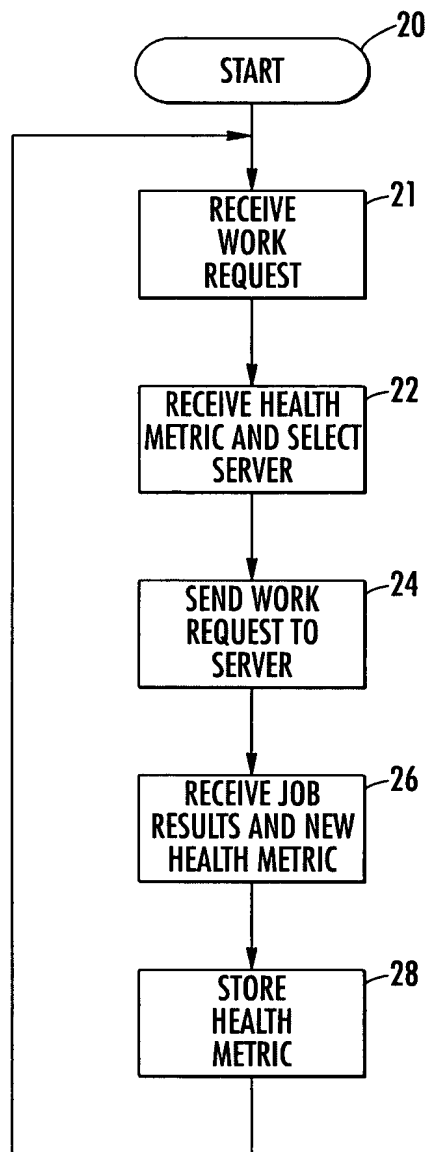 20
START
21
RECEIVE
WORK
REQUEST
22
RECEIVE HEALTH
METRIC AND SELECT
SERVER
24
SEND WORK
REQUEST TO
SERVER
26
RECEIVE JOB
RESULTS AND NEW
HEALTH METRIC
28
STORE
HEALTH
METRIC